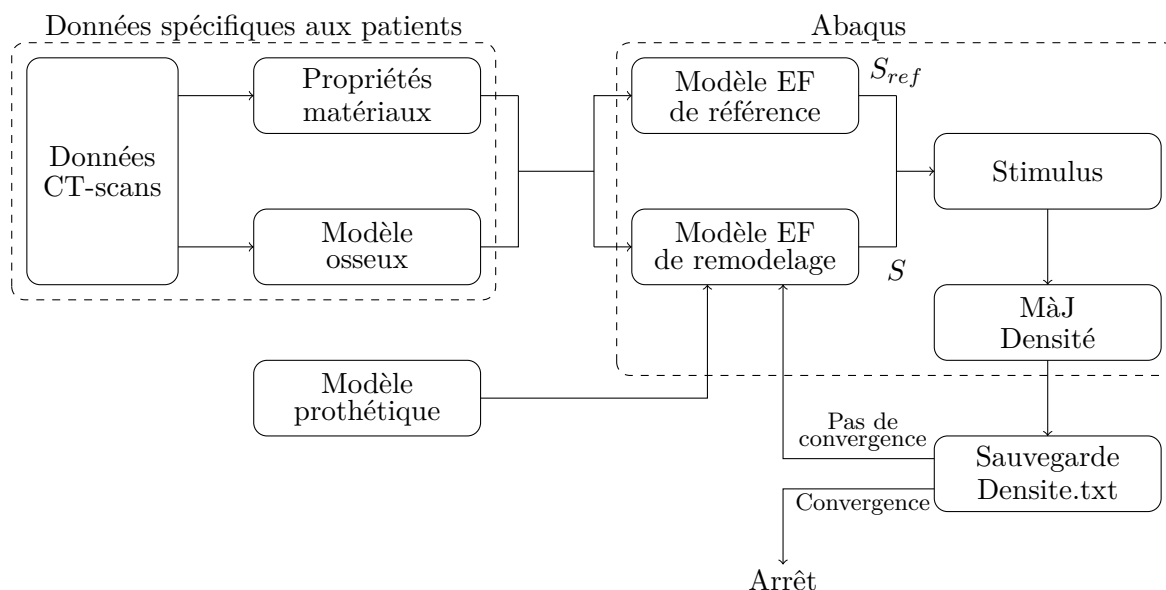 Données spécifiques aux patients
Abaqus
Données
CT-scans
Propriétés
matériaux
Modèle
osseux
Modèle EF
de référence
S_ref
Modèle EF
de remodelage
S
Stimulus
MàJ
Densité
Modèle
prothétique
Pas de
convergence
Sauvegarde
Densite.txt
Convergence
Arrêt